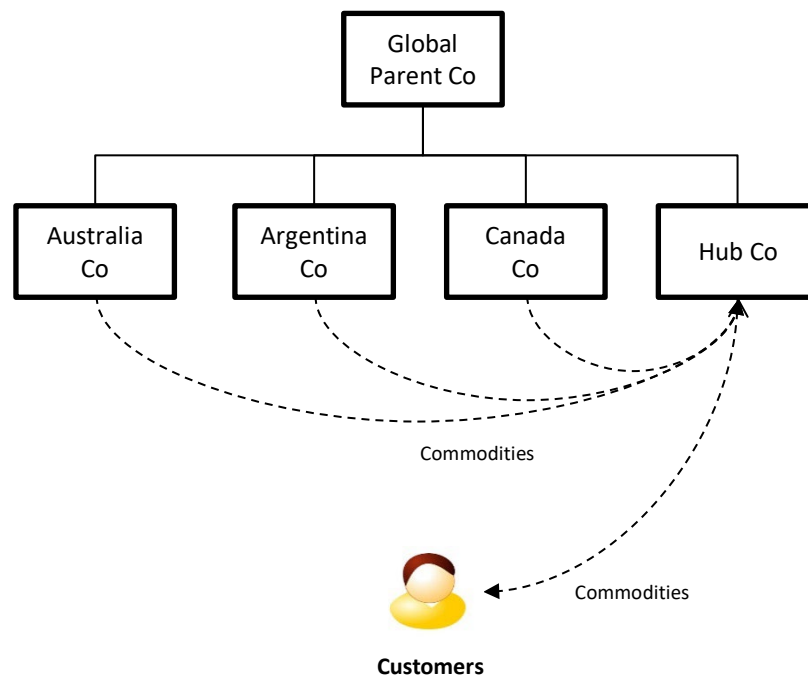 Global
Parent Co
Australia
Co
Argentina
Co
Canada
Co
Hub Co
Commodities
Commodities
Customers